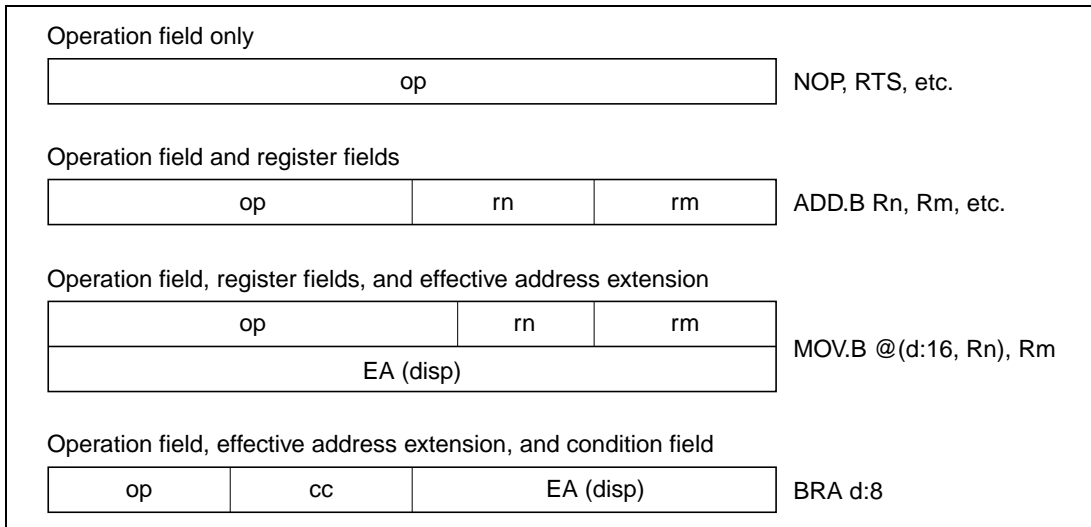 Operation field only
op
NOP, RTS, etc.
Operation field and register fields
op rn rm
ADD.B Rn, Rm, etc.
Operation field, register fields, and effective address extension
op rn rm
EA (disp)
MOV.B @(d:16, Rn), Rm
Operation field, effective address extension, and condition field
op cc EA (disp)
BRA d:8